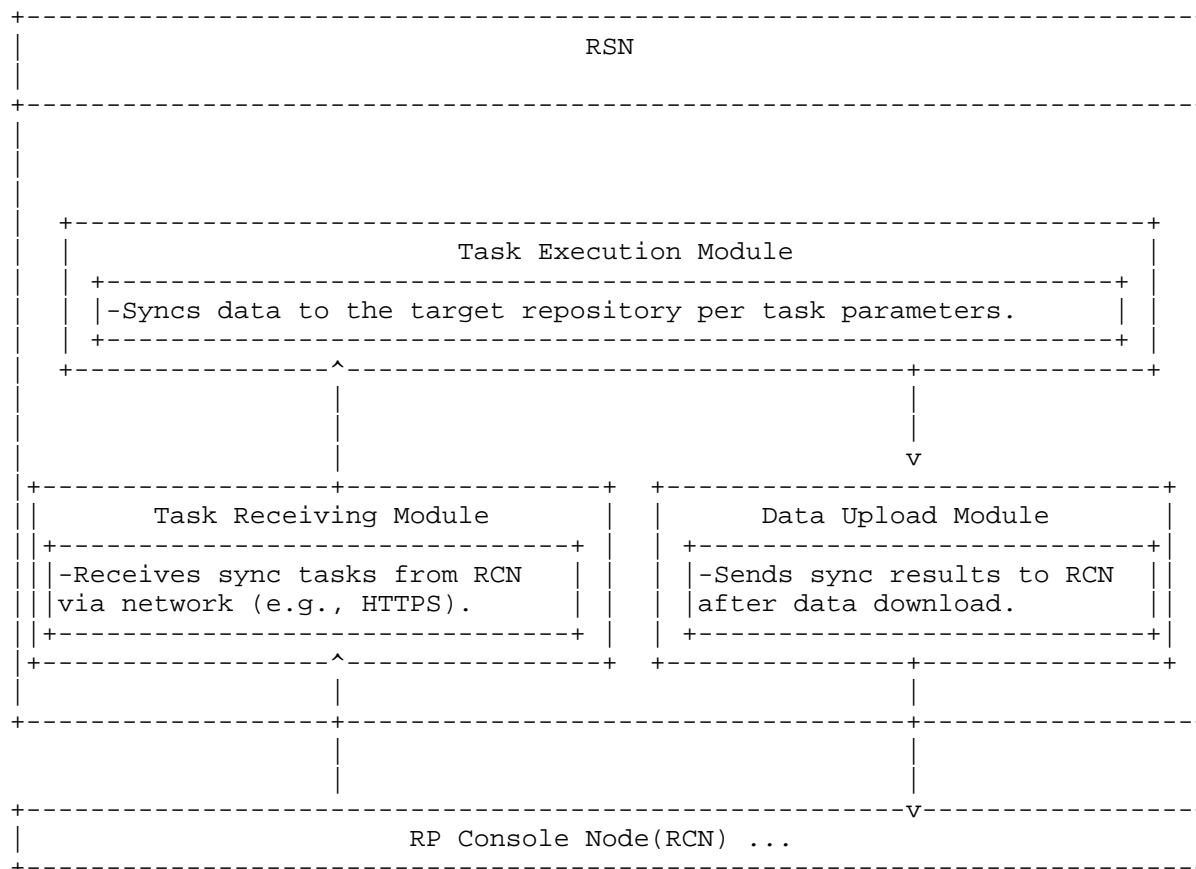 RSN
Task Execution Module
-Syncs data to the target repository per task parameters.
Task Receiving Module
-Receives sync tasks from RCN
via network (e.g., HTTPS).
Data Upload Module
-Sends sync results to RCN
after data download.
RP Console Node(RCN) ...